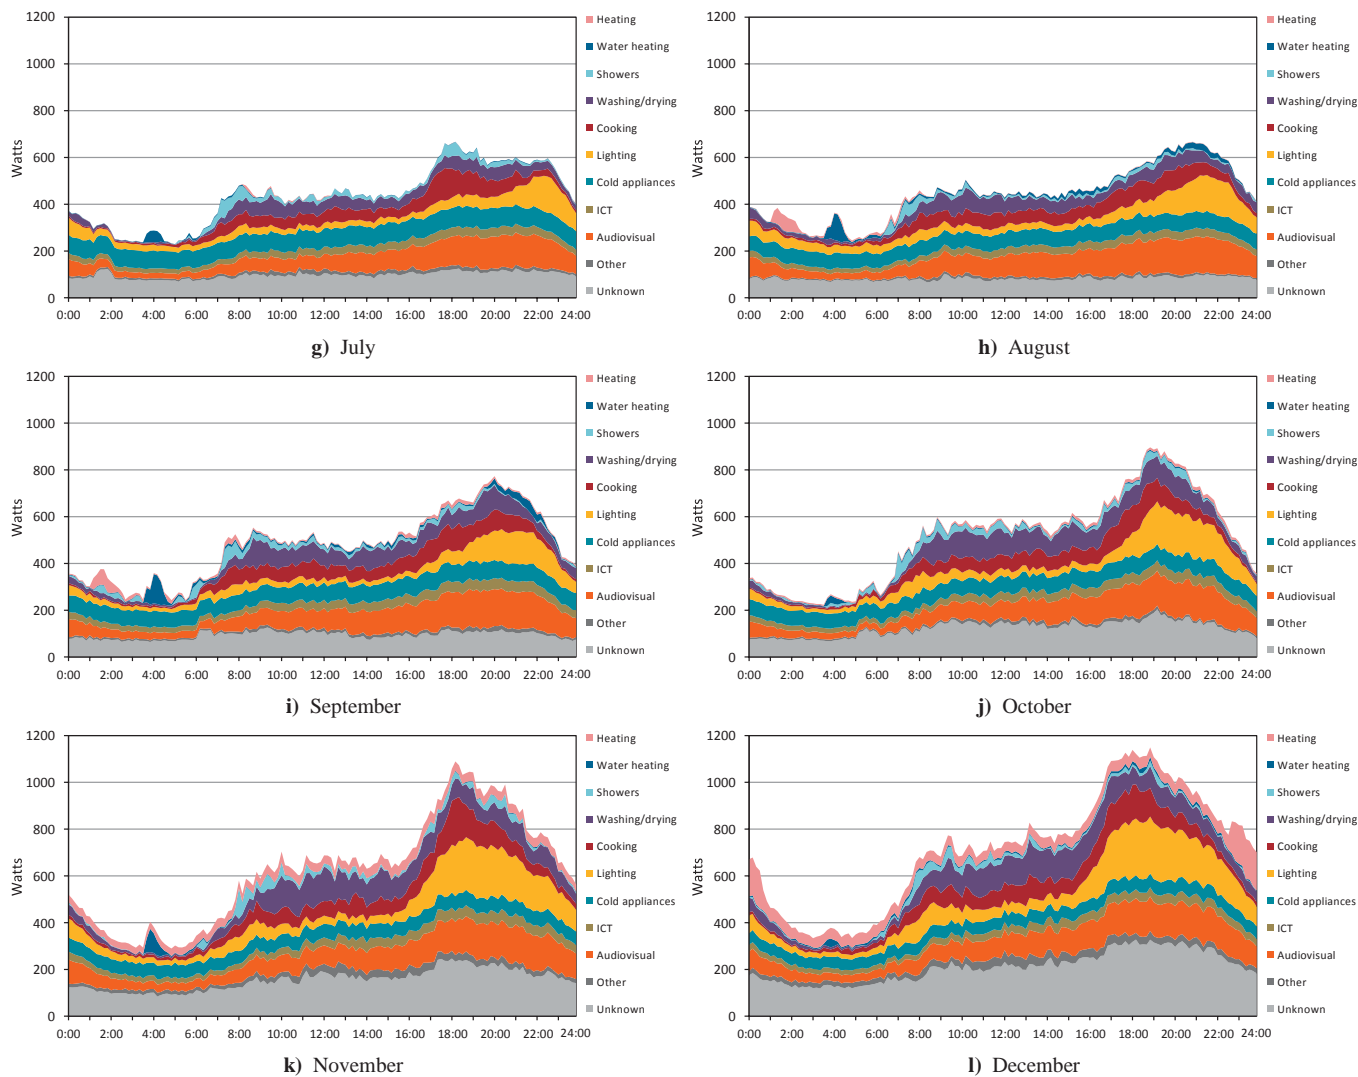 1200
1000
800
600
400
200
0
Watts
0:00 2:00 4:00 6:00 8:00 10:00 12:00 14:00 16:00 18:00 20:00 22:00 24:00
Heating
Water heating
Showers
Washing/drying
Cooking
Lighting
Cold appliances
ICT
Audiovisual
Other
Unknown
g) July
1200
1000
800
600
400
200
0
Watts
0:00 2:00 4:00 6:00 8:00 10:00 12:00 14:00 16:00 18:00 20:00 22:00 24:00
Heating
Water heating
Showers
Washing/drying
Cooking
Lighting
Cold appliances
ICT
Audiovisual
Other
Unknown
h) August
1200
1000
800
600
400
200
0
Watts
0:00 2:00 4:00 6:00 8:00 10:00 12:00 14:00 16:00 18:00 20:00 22:00 24:00
Heating
Water heating
Showers
Washing/drying
Cooking
Lighting
Cold appliances
ICT
Audiovisual
Other
Unknown
i) September
1200
1000
800
600
400
200
0
Watts
0:00 2:00 4:00 6:00 8:00 10:00 12:00 14:00 16:00 18:00 20:00 22:00 24:00
Heating
Water heating
Showers
Washing/drying
Cooking
Lighting
Cold appliances
ICT
Audiovisual
Other
Unknown
j) October
1200
1000
800
600
400
200
0
Watts
0:00 2:00 4:00 6:00 8:00 10:00 12:00 14:00 16:00 18:00 20:00 22:00 24:00
Heating
Water heating
Showers
Washing/drying
Cooking
Lighting
Cold appliances
ICT
Audiovisual
Other
Unknown
k) November
1200
1000
800
600
400
200
0
Watts
0:00 2:00 4:00 6:00 8:00 10:00 12:00 14:00 16:00 18:00 20:00 22:00 24:00
Heating
Water heating
Showers
Washing/drying
Cooking
Lighting
Cold appliances
ICT
Audiovisual
Other
Unknown
l) December